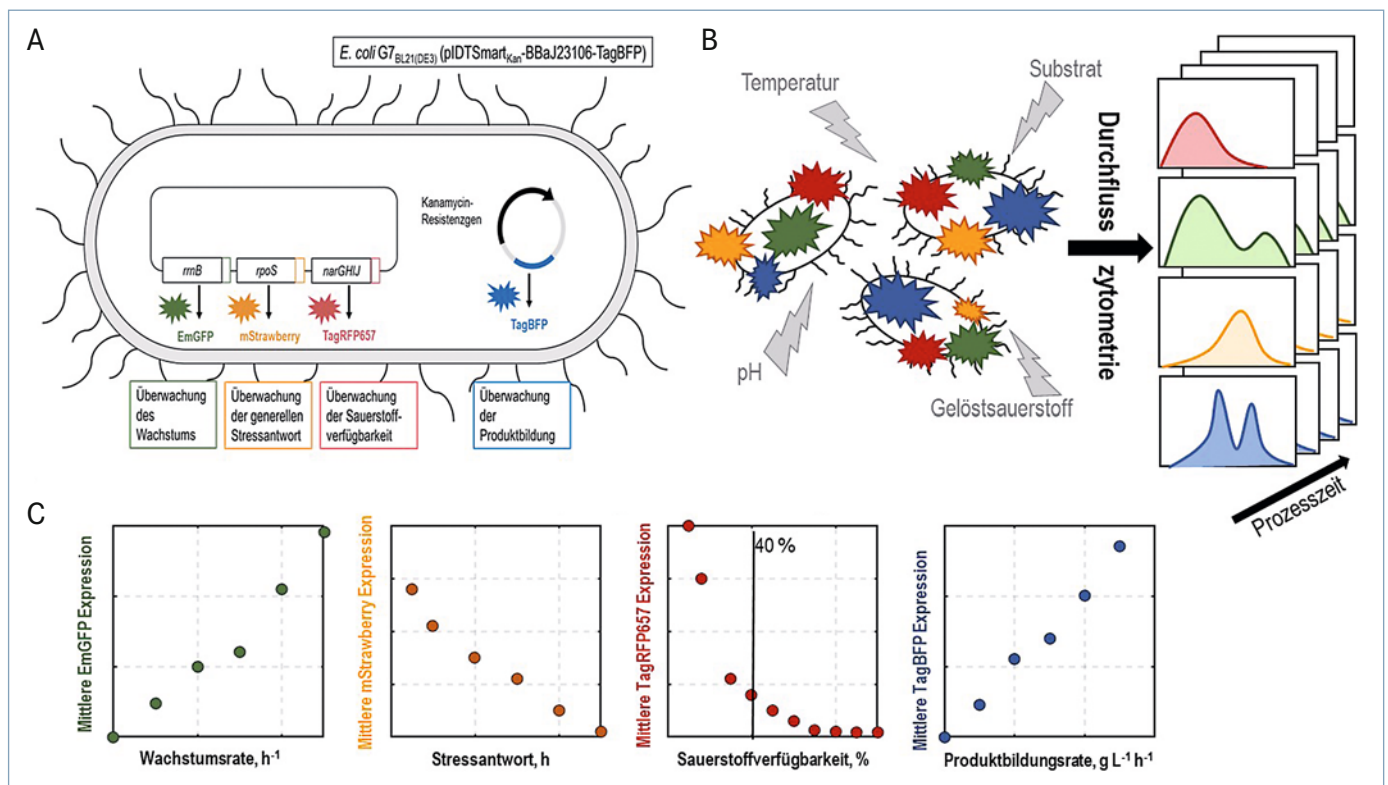 A
E. coli G7BL21(DE3) (pIDTSmartKan-BBaJ23106-TagBFP)
Kanamycin-
Resistenzgen
rrnB
rpoS
narGHIJ
EmGFP
mStrawberry
TagRFP657
TagBFP
Überwachung
des
Wachstums
Überwachung
der generellen
Stressantwort
Überwachung
der Sauerstoff-
verfügbarkeit
Überwachung
der
Produktbildung
B
Temperatur
Substrat
pH
Gelöstsauerstoff
Durchfluss
zytometrie
Prozesszeit
C
Mittlere EmGFP Expression
Wachstumsrate, h-1
Mittlere mStrawberry Expression
Stressantwort, h
Mittlere TagRFP657 Expression
40 %
Sauerstoffverfügbarkeit, %
Mittlere TagBFP Expression
Produktbildungsrate, g L-1 h-1